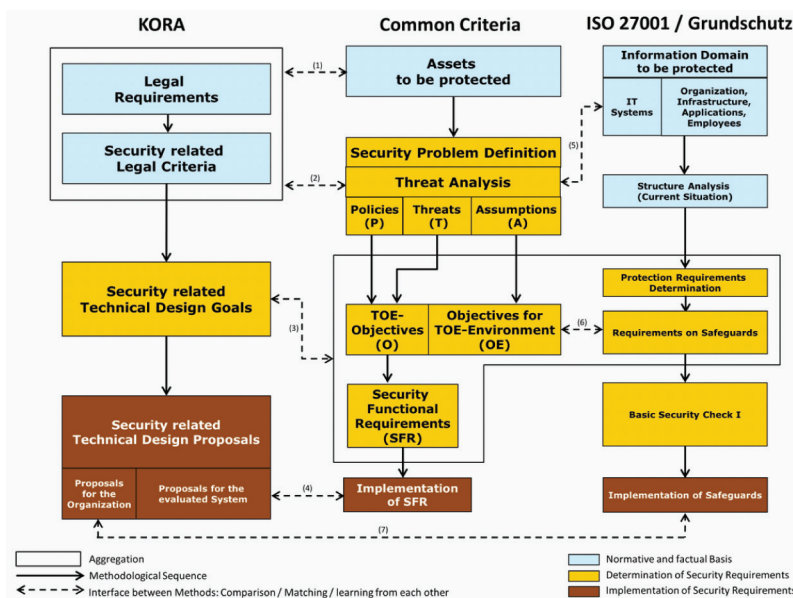 KORA
Common Criteria
ISO 27001 / Grundschutz
Legal
Requirements
Security related
Legal Criteria
Security related
Technical Design Goals
Security related
Technical Design Proposals
Proposals
for the
Organization
Proposals for the
evaluated System
(1)
(2)
(3)
(4)
Assets
to be protected
Security Problem Definition
Threat Analysis
Policies
(P)
Threats
(T)
Assumptions
(A)
TOE-
Objectives
(O)
Objectives for
TOE-Environment
(OE)
Security
Functional
Requirements
(SFR)
Implementation
of SFR
(5)
(6)
(7)
Information Domain
to be protected
IT
Systems
Organization,
Infrastructure,
Applications,
Employees
Structure Analysis
(Current Situation)
Protection Requirements
Determination
Requirements on Safeguards
Basic Security Check I
Implementation of Safeguards
Aggregation
Methodological Sequence
Interface between Methods: Comparison / Matching / learning from each other
Normative and factual Basis
Determination of Security Requirements
Implementation of Security Requirements